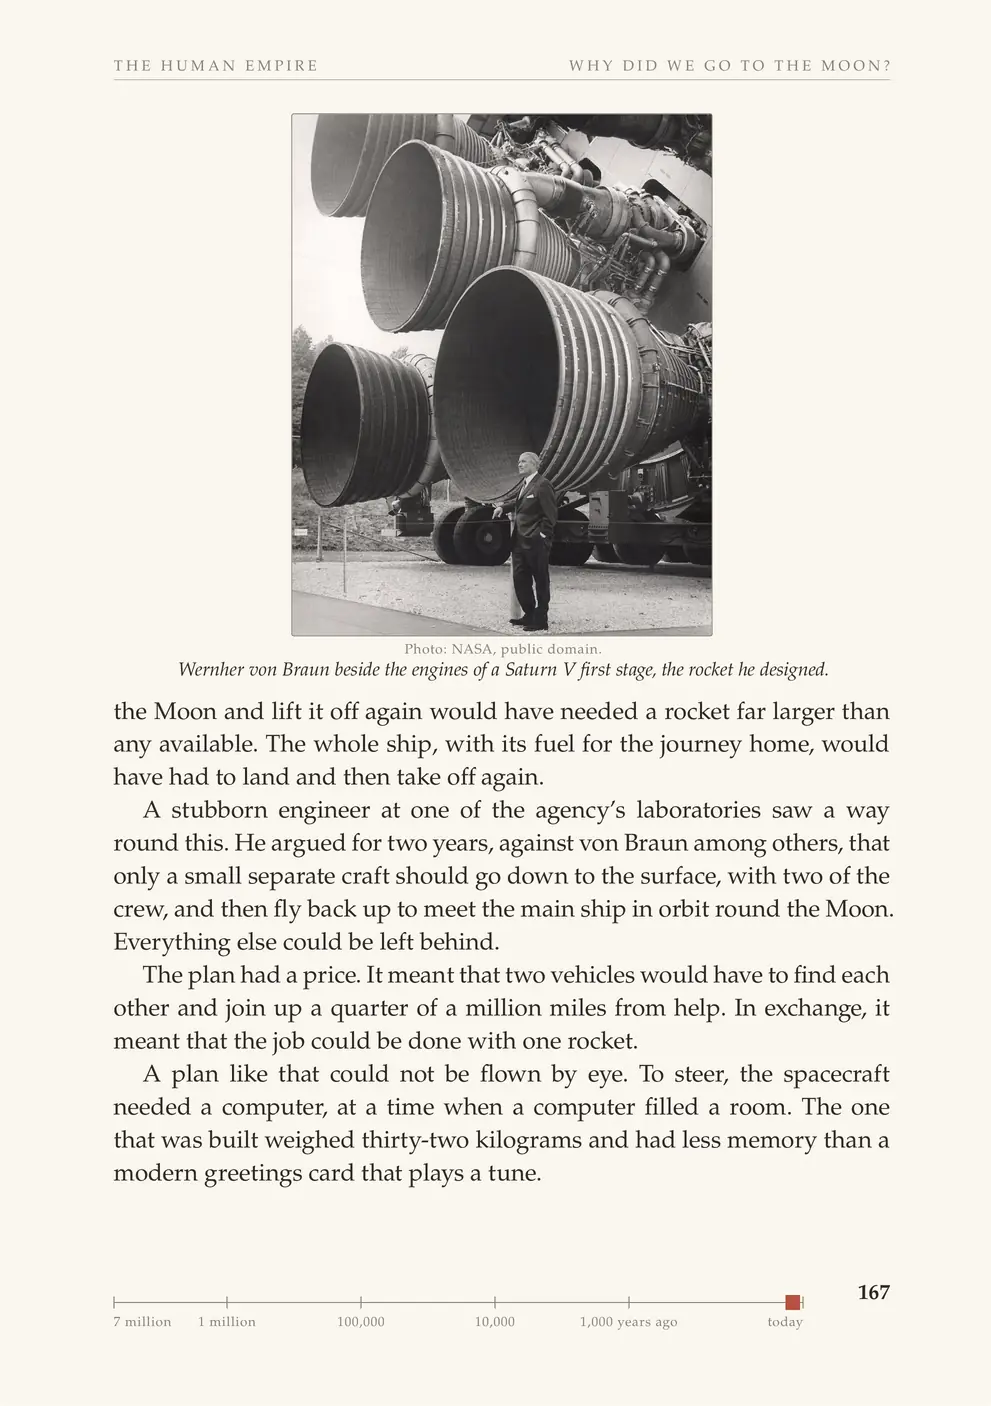 THE HUMAN EMPIRE
WHY DID WE GO TO THE MOON?
Photo: NASA, public domain.
Wernher von Braun beside the engines of a Saturn V first stage, the rocket he designed.
the Moon and lift it off again would have needed a rocket far larger than
any available. The whole ship, with its fuel for the journey home, would
have had to land and then take off again.
A stubborn engineer at one of the agency’s laboratories saw a way
round this. He argued for two years, against von Braun among others, that
only a small separate craft should go down to the surface, with two of the
crew, and then fly back up to meet the main ship in orbit round the Moon.
Everything else could be left behind.
The plan had a price. It meant that two vehicles would have to find each
other and join up a quarter of a million miles from help. In exchange, it
meant that the job could be done with one rocket.
A plan like that could not be flown by eye. To steer, the spacecraft
needed a computer, at a time when a computer filled a room. The one
that was built weighed thirty-two kilograms and had less memory than a
modern greetings card that plays a tune.
167
7 million 1 million 100,000 10,000 1,000 years ago today